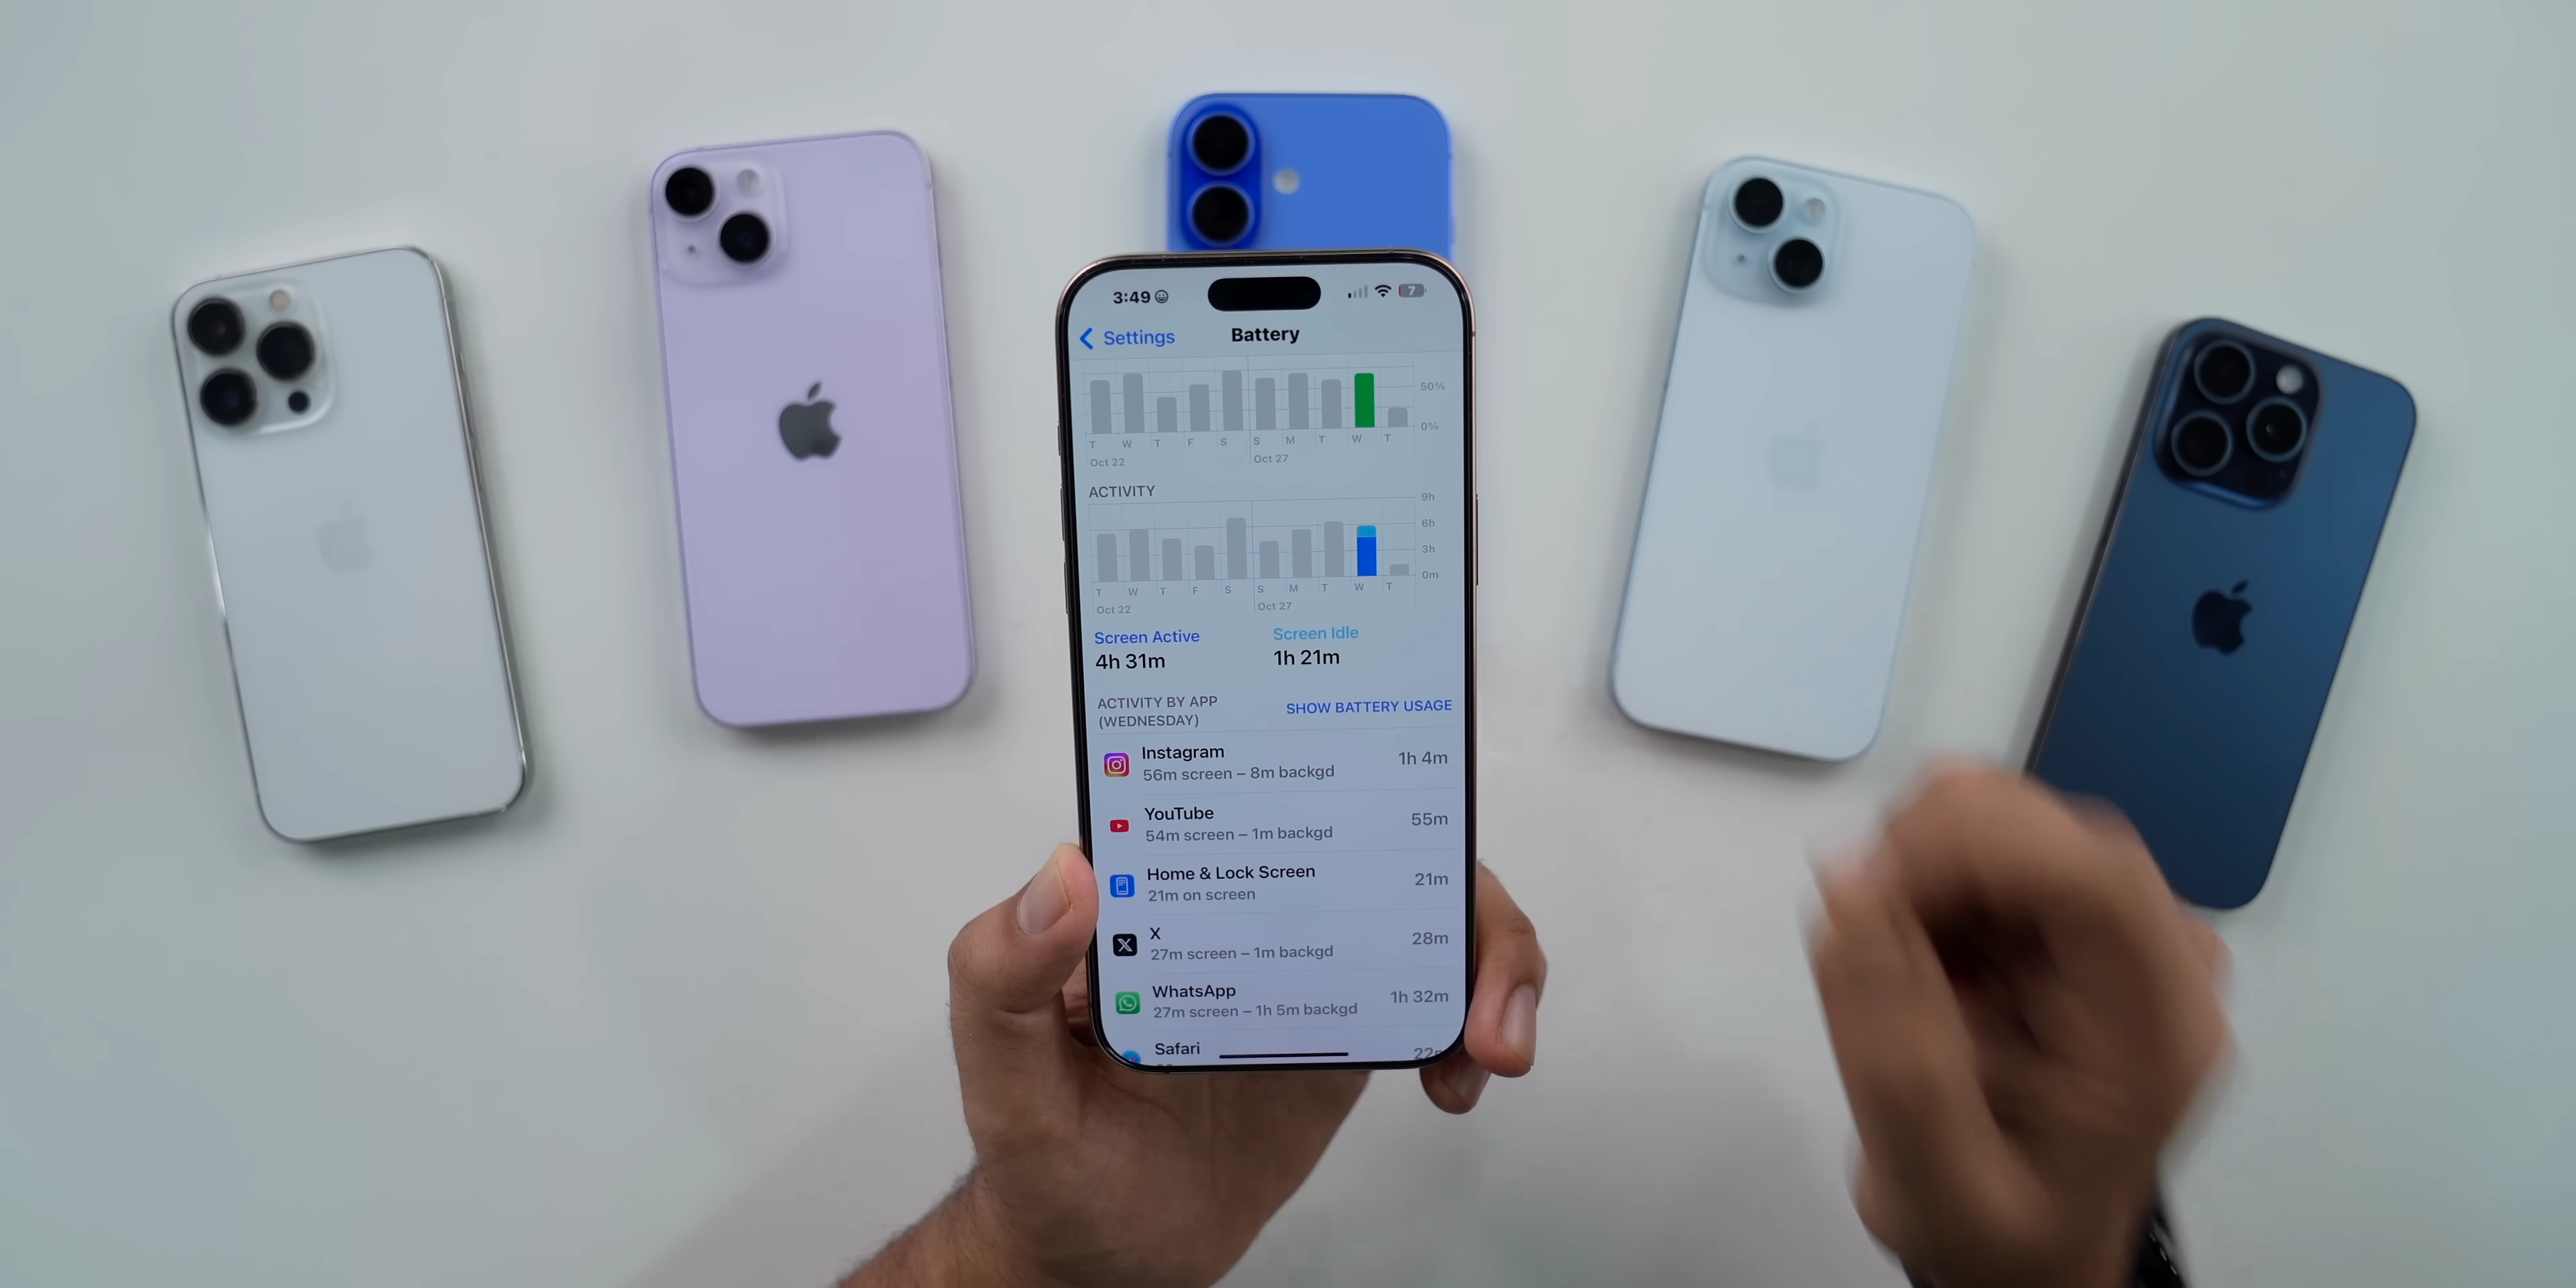 3:49
7
Settings
Battery
50%
0%
T W T F S S M T W T
Oct 22 Oct 27
ACTIVITY
9h
6h
3h
0m
T W T F S S M T W T
Oct 22 Oct 27
Screen Active Screen Idle
4h 31m 1h 21m
ACTIVITY BY APP
(WEDNESDAY)
SHOW BATTERY USAGE
Instagram
56m screen – 8m backgd
1h 4m
YouTube
54m screen – 1m backgd
55m
Home & Lock Screen
21m on screen
21m
X
27m screen – 1m backgd
28m
WhatsApp
27m screen – 1h 5m backgd
1h 32m
Safari